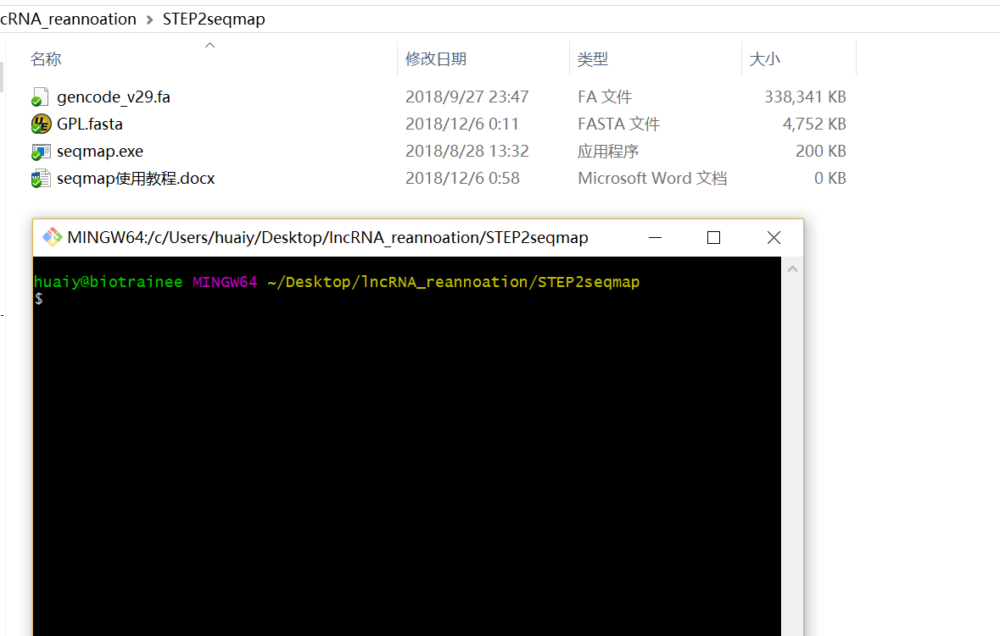 cRNA_reannoation > STEP2seqmap
名称 修改日期 类型 大小
gencode_v29.fa 2018/9/27 23:47 FA 文件 338,341 KB
GPL.fasta 2018/12/6 0:11 FASTA 文件 4,752 KB
seqmap.exe 2018/8/28 13:32 应用程序 200 KB
seqmap使用教程.docx 2018/12/6 0:58 Microsoft Word 文档 0 KB
MINGW64:/c/Users/huaiy/Desktop/lncRNA_reannoation/STEP2seqmap
huaiy@biotrainee MINGW64 ~/Desktop/lncRNA_reannoation/STEP2seqmap
$